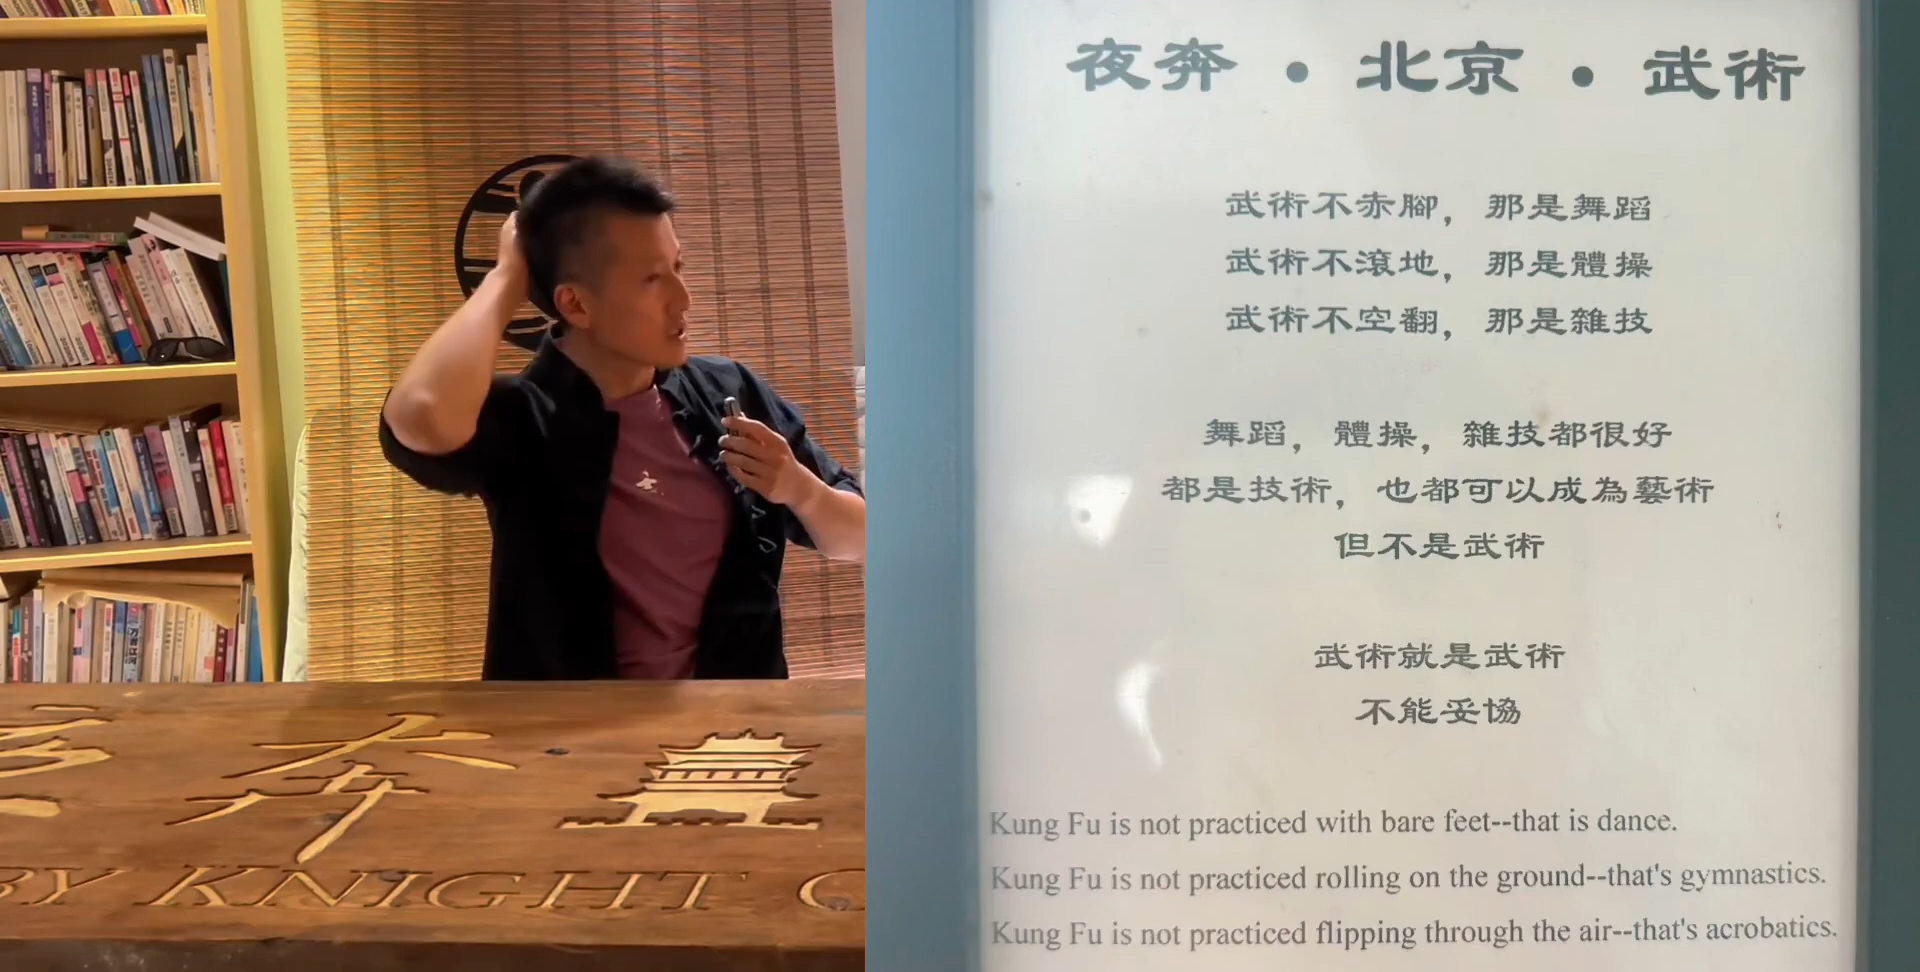 奔
BY KNIGHT
夜奔·北京·武術
武術不赤腳，那是舞蹈
武術不滾地，那是體操
武術不空翻，那是雜技
舞蹈，體操，雜技都很好
都是技術，也都可以成為藝術
但不是武術
武術就是武術
不能妥協
Kung Fu is not practiced with bare feet--that is dance.
Kung Fu is not practiced rolling on the ground--that's gymnastics.
Kung Fu is not practiced flipping through the air--that's acrobatics.